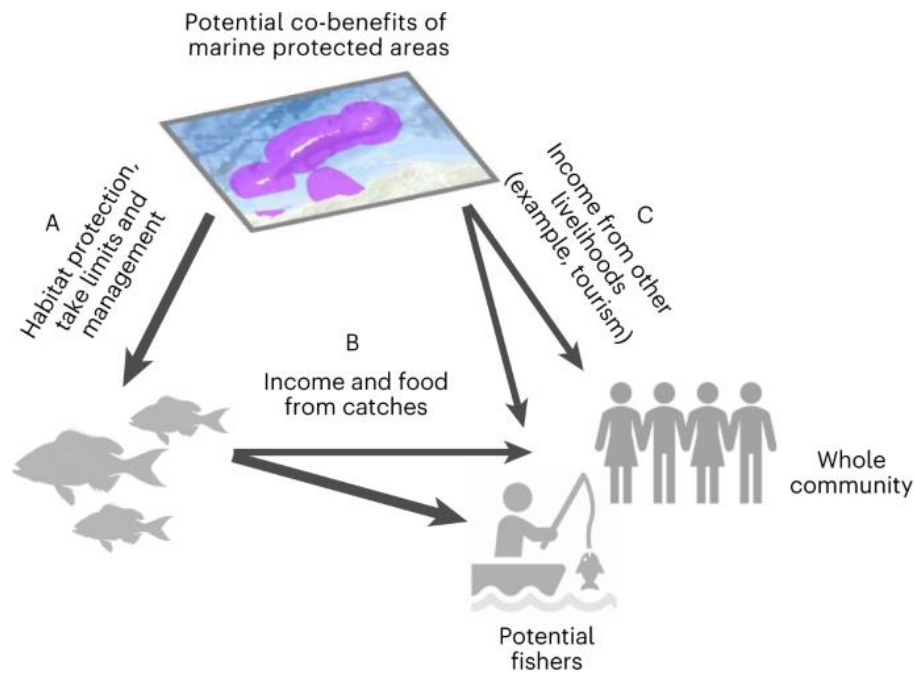 Potential co-benefits of
marine protected areas
A
Habitat protection,
take limits and
management
C
Income from other
livelihoods
(example, tourism)
B
Income and food
from catches
Whole
community
Potential
fishers